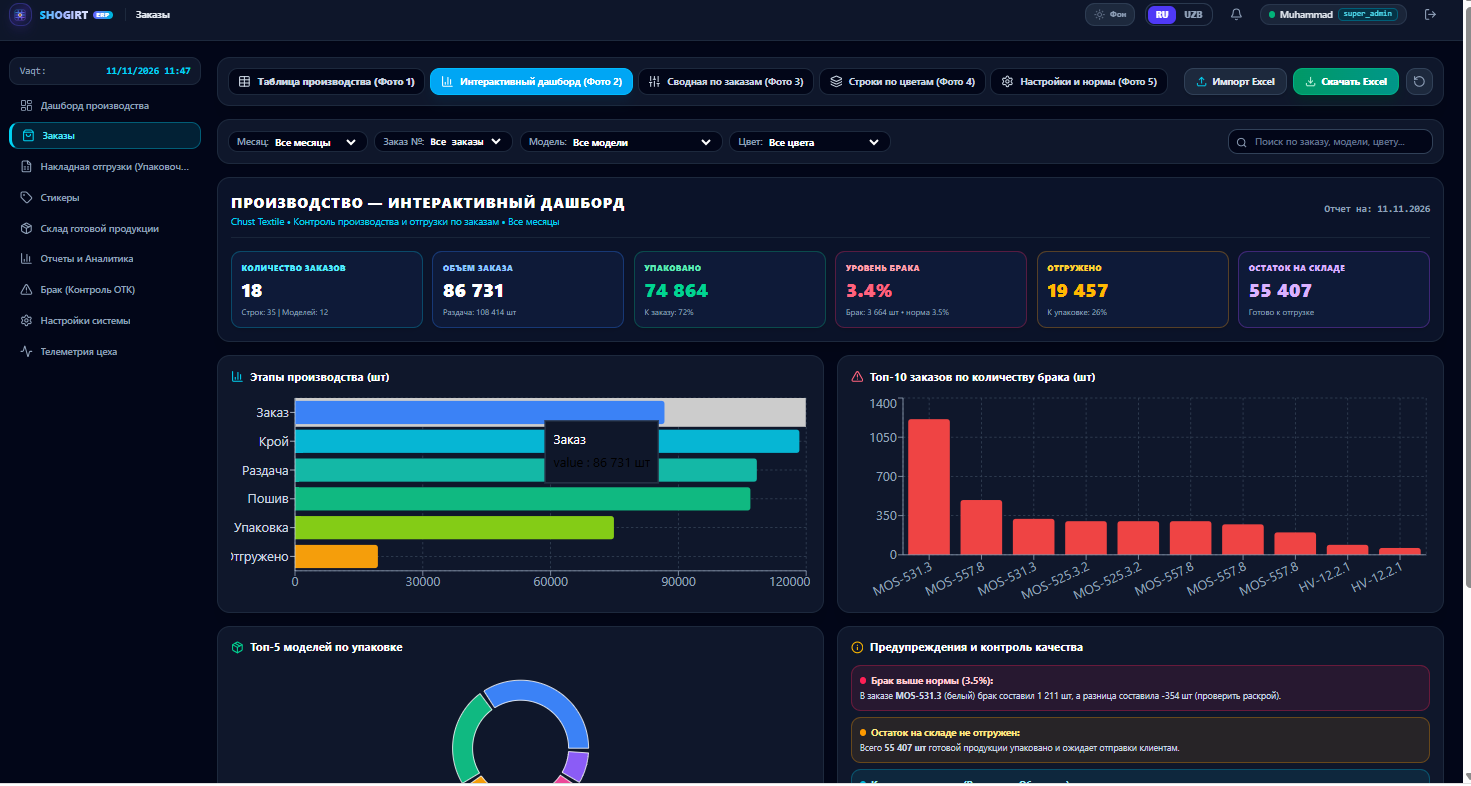 SHOGIRT ERP Заказы
Фон RU UZB Muhammad super_admin
Vaqt: 11/11/2026 11:47
Дашборд производства
Заказы
Накладная отгрузки (Упаковоч...
Стикеры
Склад готовой продукции
Отчеты и Аналитика
Брак (Контроль ОТК)
Настройки системы
Телеметрия цеха
Таблица производства (Фото 1) Интерактивный дашборд (Фото 2) Сводная по заказам (Фото 3) Строки по цветам (Фото 4) Настройки и нормы (Фото 5) Импорт Excel Скачать Excel
Месяц: Все месяцы Заказ №: Все заказы Модель: Все модели Цвет: Все цвета Поиск по заказу, модели, цвету...
ПРОИЗВОДСТВО — ИНТЕРАКТИВНЫЙ ДАШБОРД
Chust Textile • Контроль производства и отгрузки по заказам • Все месяцы
Отчет на: 11.11.2026
КОЛИЧЕСТВО ЗАКАЗОВ
18
Строк: 35 | Моделей: 12
ОБЪЕМ ЗАКАЗА
86 731
Раздача: 108 414 шт
УПАКОВАНО
74 864
К заказу: 72%
УРОВЕНЬ БРАКА
3.4%
Брак: 3 664 шт • норма 3.5%
ОТГРУЖЕНО
19 457
К упаковке: 26%
ОСТАТОК НА СКЛАДЕ
55 407
Готово к отгрузке
Этапы производства (шт)
Заказ
Крой
Раздача
Пошив
Упаковка
Отгружено
0 30000 60000 90000 120000
Заказ
value : 86 731 шт
Топ-10 заказов по количеству брака (шт)
1400
1050
700
350
0
MOS-531.3 MOS-557.8 MOS-531.3 MOS-525.3.2 MOS-525.3.2 MOS-557.8 MOS-557.8 MOS-557.8 HV-12.2.1 HV-12.2.1
Топ-5 моделей по упаковке
Предупреждения и контроль качества
Брак выше нормы (3.5%):
В заказе MOS-531.3 (белый) брак составил 1 211 шт, а разница составила -354 шт (проверить раскрой).
Остаток на складе не отгружен:
Всего 55 407 шт готовой продукции упаковано и ожидает отправки клиентам.